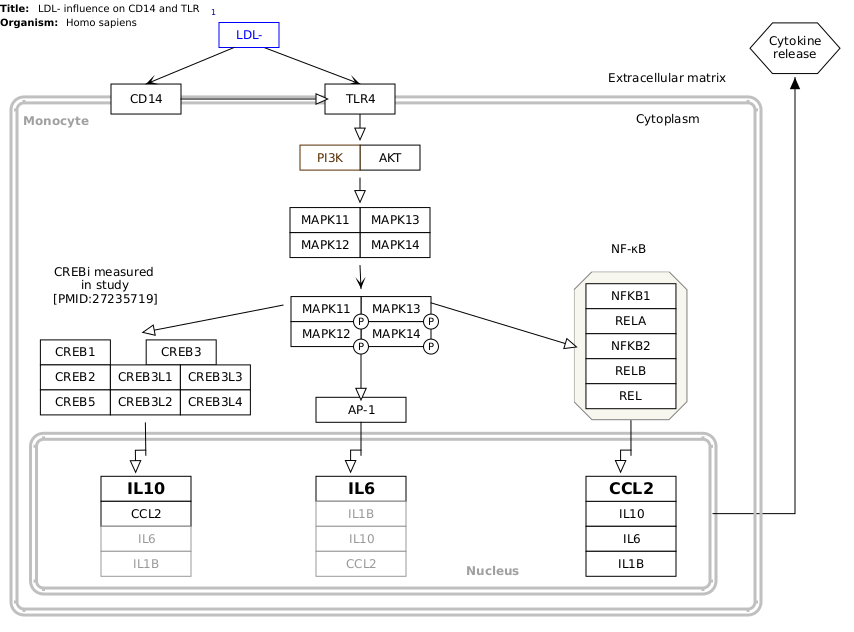 Title: LDL- influence on CD14 and TLR 1
Organism: Homo sapiens
LDL-
Cytokine
release
Extracellular matrix
CD14
TLR4
Monocyte
Cytoplasm
PI3K AKT
MAPK11 MAPK13
MAPK12 MAPK14
NF-κB
CREBi measured
in study
[PMID:27235719]
MAPK11 MAPK13
P P
MAPK12 MAPK14
P P
NFKB1
RELA
NFKB2
RELB
REL
CREB1 CREB3
CREB2 CREB3L1 CREB3L3
CREB5 CREB3L2 CREB3L4
AP-1
IL10
CCL2
IL6
IL1B
IL6
IL1B
IL10
CCL2
CCL2
IL10
IL6
IL1B
Nucleus